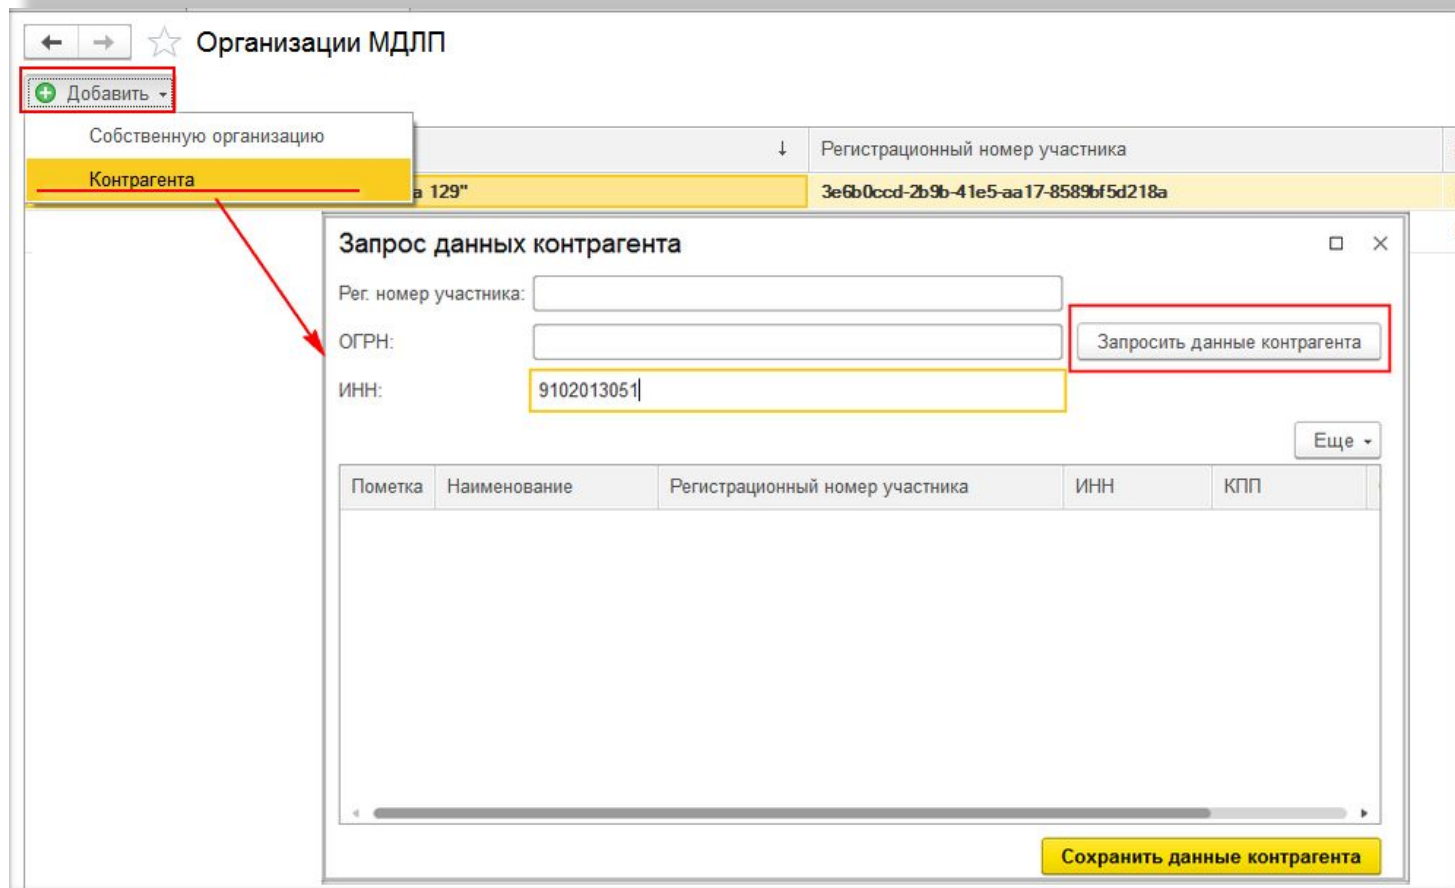 Организации МДЛП
Добавить
Собственную организацию
Контрагента
Регистрационный номер участника
а 129"
3e6b0ccd-2b9b-41e5-aa17-8589bf5d218a
Запрос данных контрагента
Рег. номер участника:
ОГРН:
Запросить данные контрагента
ИНН:
9102013051
Еще
Пометка Наименование Регистрационный номер участника ИНН КПП
Сохранить данные контрагента